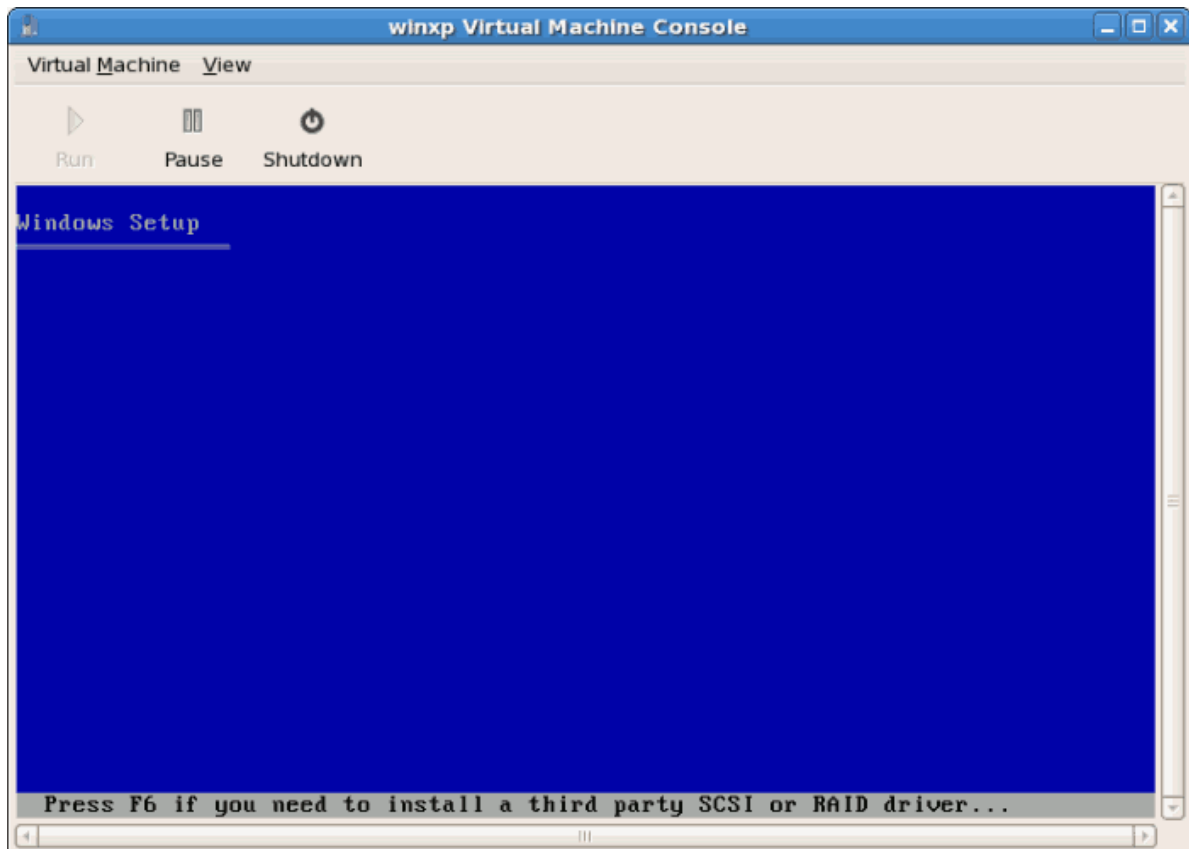 winxp Virtual Machine Console
Virtual Machine View
Run Pause Shutdown
Windows Setup
Press F6 if you need to install a third party SCSI or RAID driver...